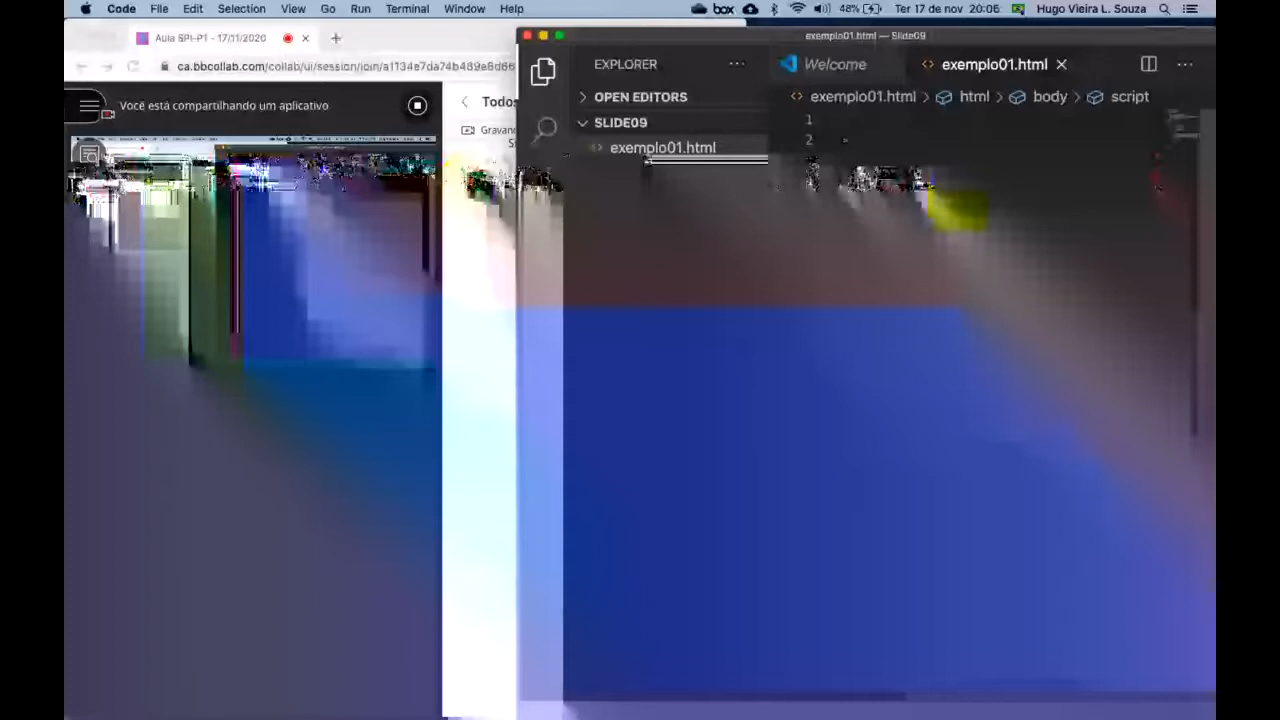 Code File Edit Selection View Go Run Terminal Window Help box 48% Ter 17 de nov 20:06 Hugo Vieira L. Souza
Aula SPI-P1 - 17/11/2020
exemplo01.html — Slide09
ca.bbcollab.com/collab/ui/session/join/
Você está compartilhando um aplicativo
Todos
EXPLORER
Welcome
exemplo01.html
OPEN EDITORS
exemplo01.html > html > body > script
SLIDE09
exemplo01.html
1
2